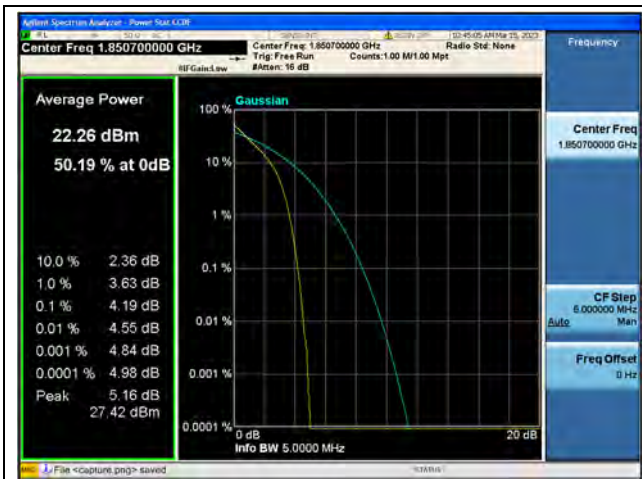 Agilent Spectrum Analyzer - Power Stat CCDF
10:45:05 AM Mar 15, 2023
Center Freq 1.850700000 GHz
Center Freq: 1.850700000 GHz
Radio Std: None
Trig: Free Run
Counts:1.00 M/1.00 Mpt
#IFGain:Low
#Atten: 16 dB
Frequency
Average Power
22.26 dBm
50.19 % at 0dB
10.0 % 2.36 dB
1.0 % 3.63 dB
0.1 % 4.19 dB
0.01 % 4.55 dB
0.001 % 4.84 dB
0.0001 % 4.98 dB
Peak 5.16 dB
27.42 dBm
Gaussian
100 %
10 %
1 %
0.1 %
0.01 %
0.001 %
0.0001 %
0 dB
20 dB
Info BW 5.0000 MHz
Center Freq
1.850700000 GHz
CF Step
6.000000 MHz
Auto Man
Freq Offset
0 Hz
MSG
File <capture.png> saved
STATUS